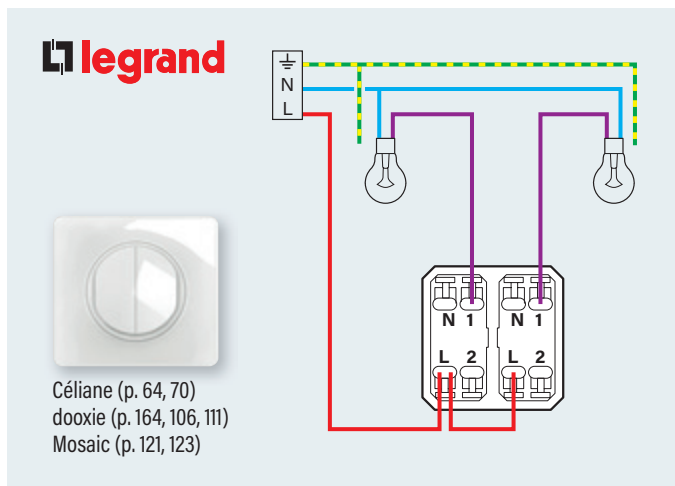 legrand
N
L
N 1 N 1
L 2 L 2
Céliane (p. 64, 70)
dooxie (p. 164, 106, 111)
Mosaic (p. 121, 123)